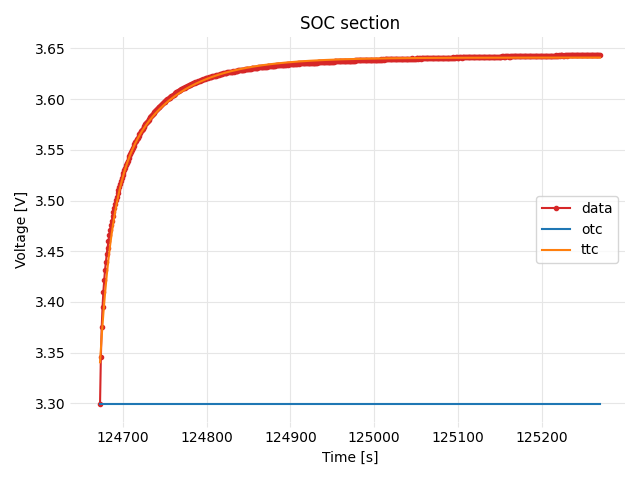 SOC section
3.65
3.60
3.55
3.50
3.45
3.40
3.35
3.30
Voltage [V]
data
otc
ttc
124700 124800 124900 125000 125100 125200
Time [s]